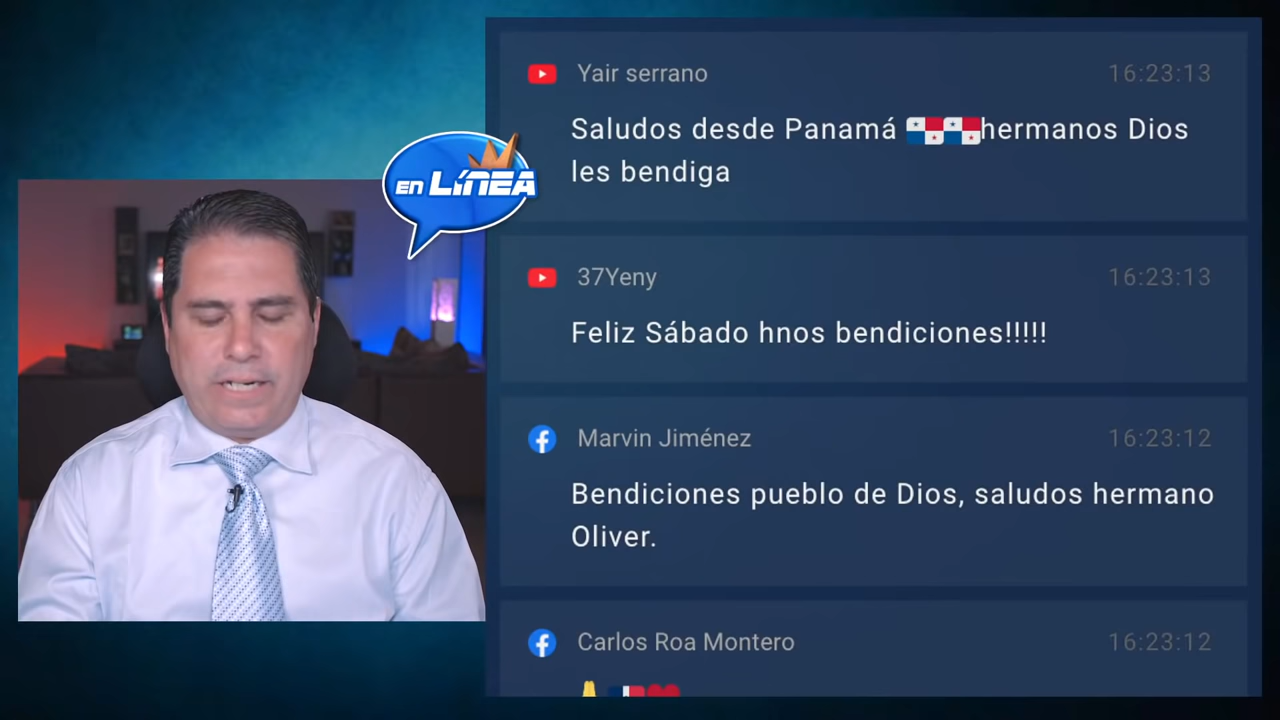 Yair serrano 16:23:13
Saludos desde Panamá 🇵🇦🇵🇦hermanos Dios
les bendiga
EN LÍNEA
37Yeny 16:23:13
Feliz Sábado hnos bendiciones!!!!!
Marvin Jiménez 16:23:12
Bendiciones pueblo de Dios, saludos hermano
Oliver.
Carlos Roa Montero 16:23:12